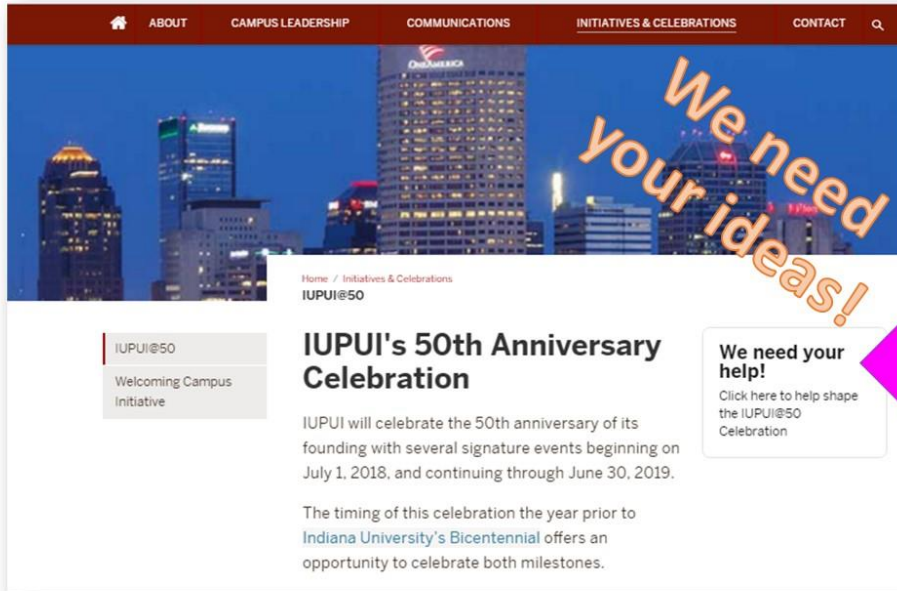 ABOUT CAMPUS LEADERSHIP COMMUNICATIONS INITIATIVES & CELEBRATIONS CONTACT
ONEAMERICA
We need
your ideas!
Home / Initiatives & Celebrations
IUPUI@50
IUPUI@50
Welcoming Campus
Initiative
IUPUI's 50th Anniversary
Celebration
IUPUI will celebrate the 50th anniversary of its
founding with several signature events beginning on
July 1, 2018, and continuing through June 30, 2019.
The timing of this celebration the year prior to
Indiana University's Bicentennial offers an
opportunity to celebrate both milestones.
We need your
help!
Click here to help shape
the IUPUI@50
Celebration